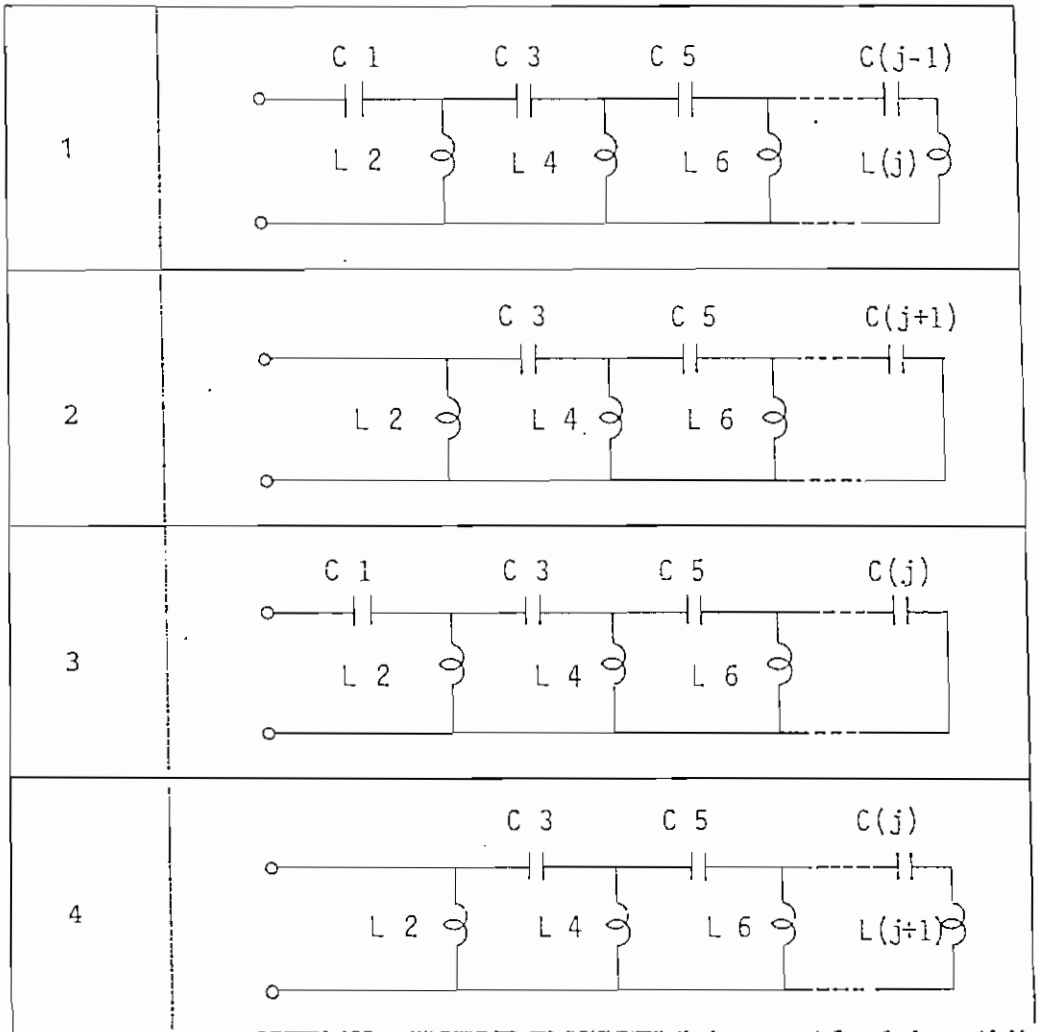 C 1 C 3 C 5 C(j-1)
1
L 2 L 4 L 6 L(j)
C 3 C 5 C(j+1)
2
L 2 L 4 L 6
C 1 C 3 C 5 C(j)
3
L 2 L 4 L 6
C 3 C 5 C(j)
4
L 2 L 4 L 6 L(j+1)